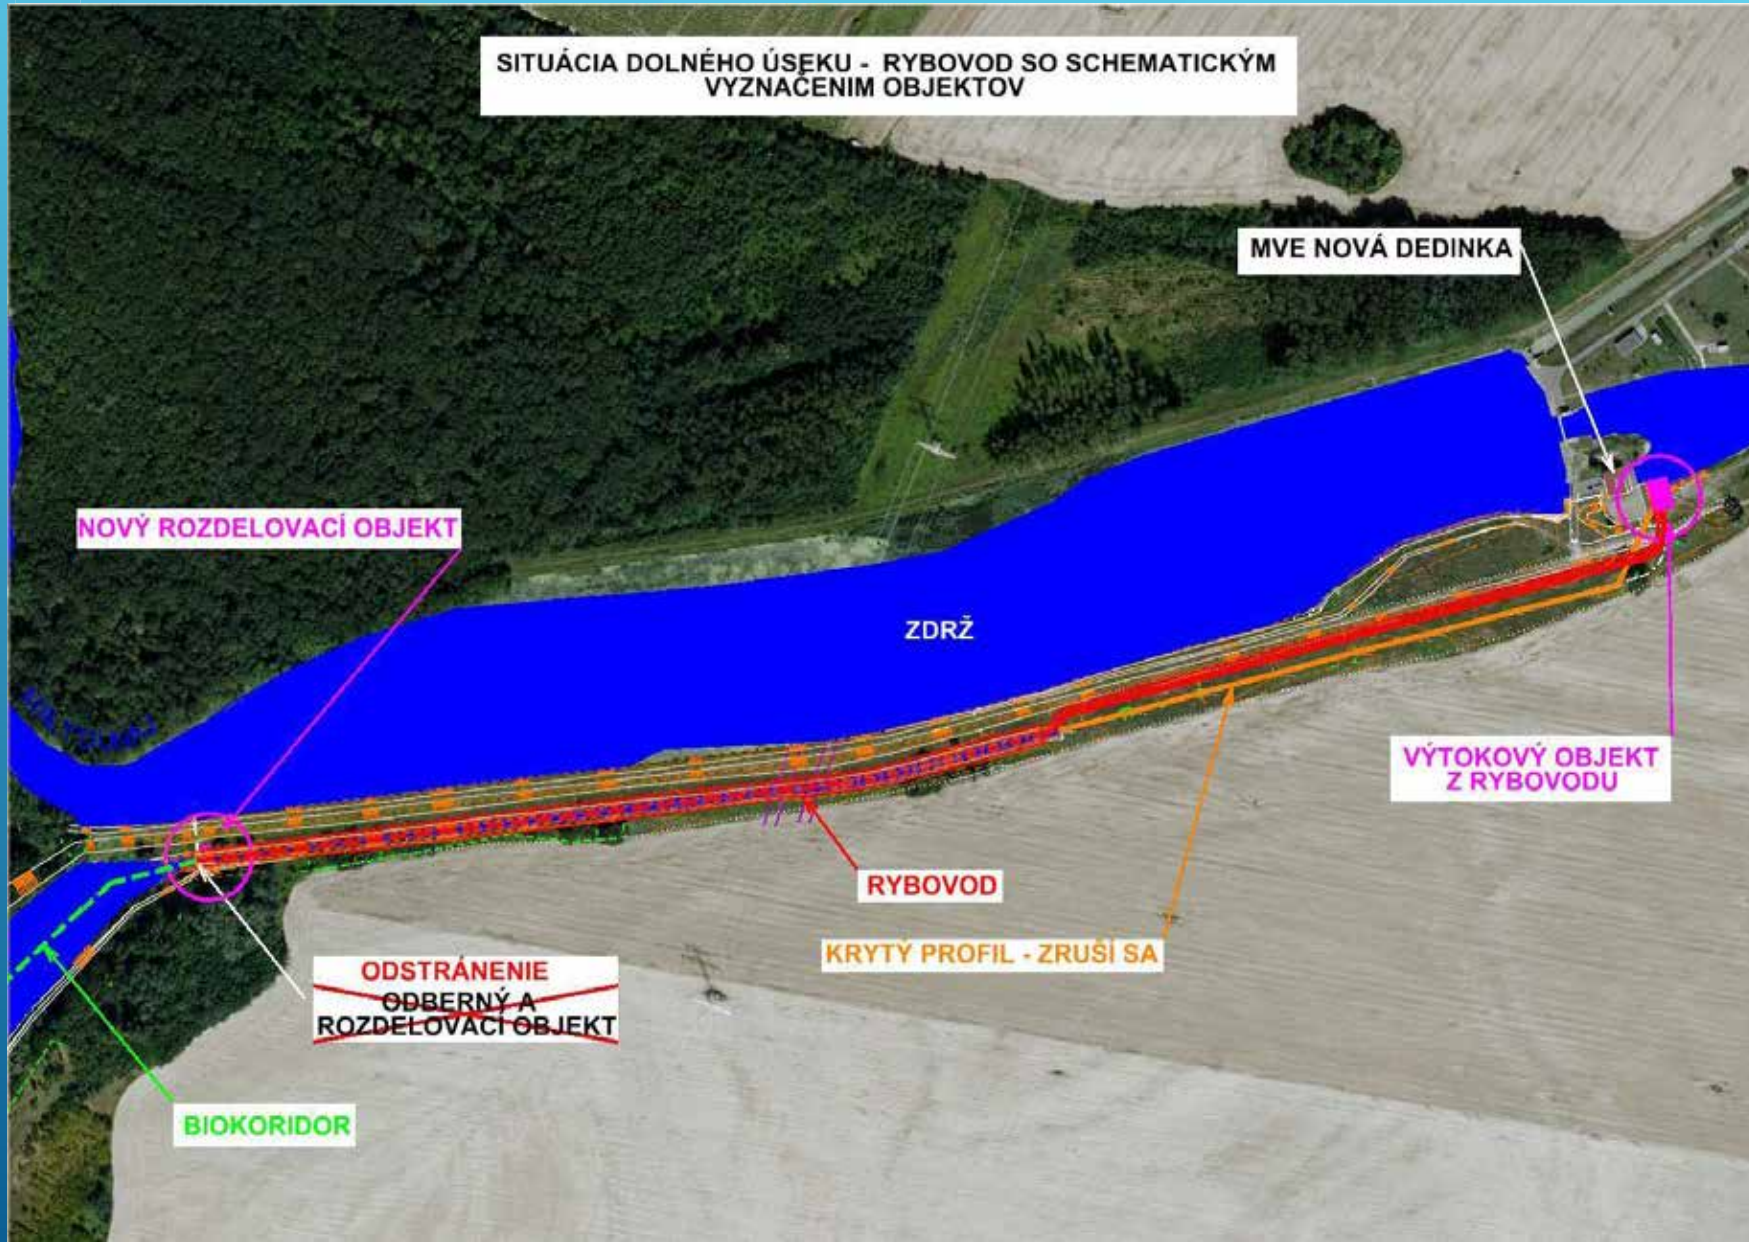 SITUÁCIA DOLNÉHO ÚSEKU - RYBOVOD SO SCHEMATICKÝM
VYZNAČENIM OBJEKTOV
MVE NOVÁ DEDINKA
NOVÝ ROZDELOVACÍ OBJEKT
ZDRŽ
VÝTOKOVÝ OBJEKT
Z RYBOVODU
RYBOVOD
KRYTÝ PROFIL - ZRUŠÍ SA
ODSTRÁNENIE
ODBERNÝ A
ROZDELOVACÍ OBJEKT
BIOKORIDOR